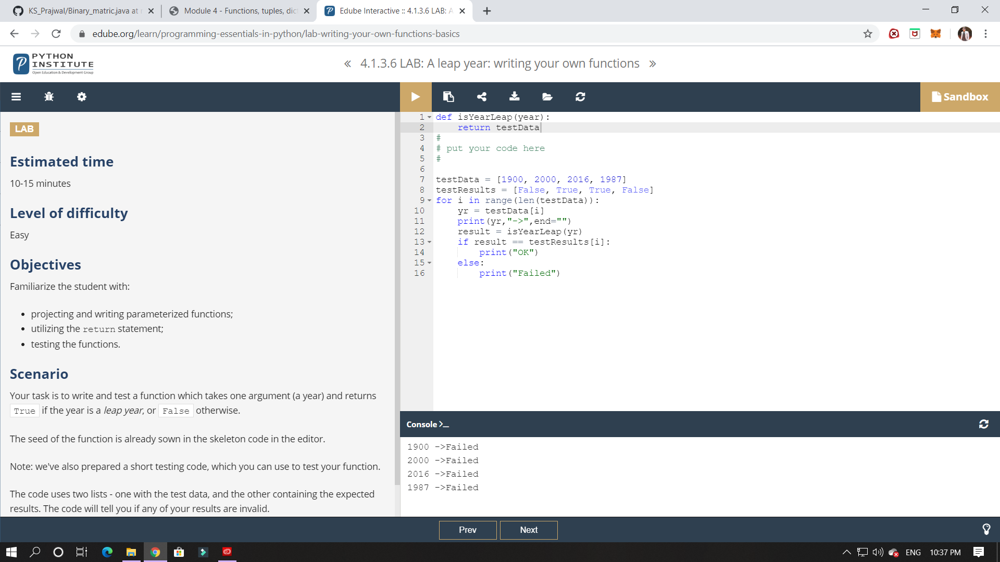 KS_Prajwal/Binary_matric.java at
Module 4 - Functions, tuples, dict
Edube Interactive :: 4.1.3.6 LAB: A
edube.org/learn/programming-essentials-in-python/lab-writing-your-own-functions-basics
PYTHON
INSTITUTE
Open Education & Development Group
« 4.1.3.6 LAB: A leap year: writing your own functions »
Sandbox
LAB
Estimated time
10-15 minutes
Level of difficulty
Easy
Objectives
Familiarize the student with:
• projecting and writing parameterized functions;
• utilizing the return statement;
• testing the functions.
Scenario
Your task is to write and test a function which takes one argument (a year) and returns
True if the year is a leap year, or False otherwise.
The seed of the function is already sown in the skeleton code in the editor.
Note: we've also prepared a short testing code, which you can use to test your function.
The code uses two lists - one with the test data, and the other containing the expected
results. The code will tell you if any of your results are invalid.
1 def isYearLeap(year):
2     return testData
3 #
4 # put your code here
5 #
6
7 testData = [1900, 2000, 2016, 1987]
8 testResults = [False, True, True, False]
9 for i in range(len(testData)):
10     yr = testData[i]
11     print(yr,"->",end="")
12     result = isYearLeap(yr)
13     if result == testResults[i]:
14         print("OK")
15     else:
16         print("Failed")
Console >_
1900 ->Failed
2000 ->Failed
2016 ->Failed
1987 ->Failed
Prev
Next
ENG
10:37 PM